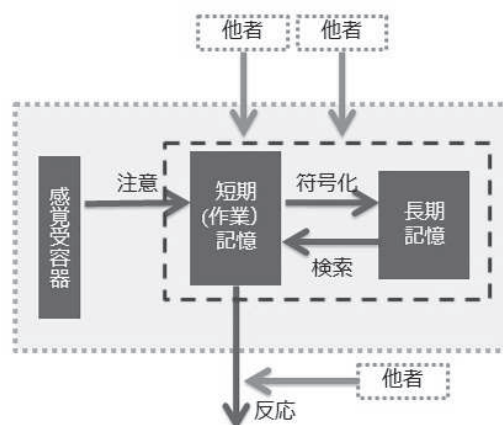 他者
他者
感覚受容器
注意
短期
(作業)
記憶
符号化
検索
長期
記憶
他者
反応